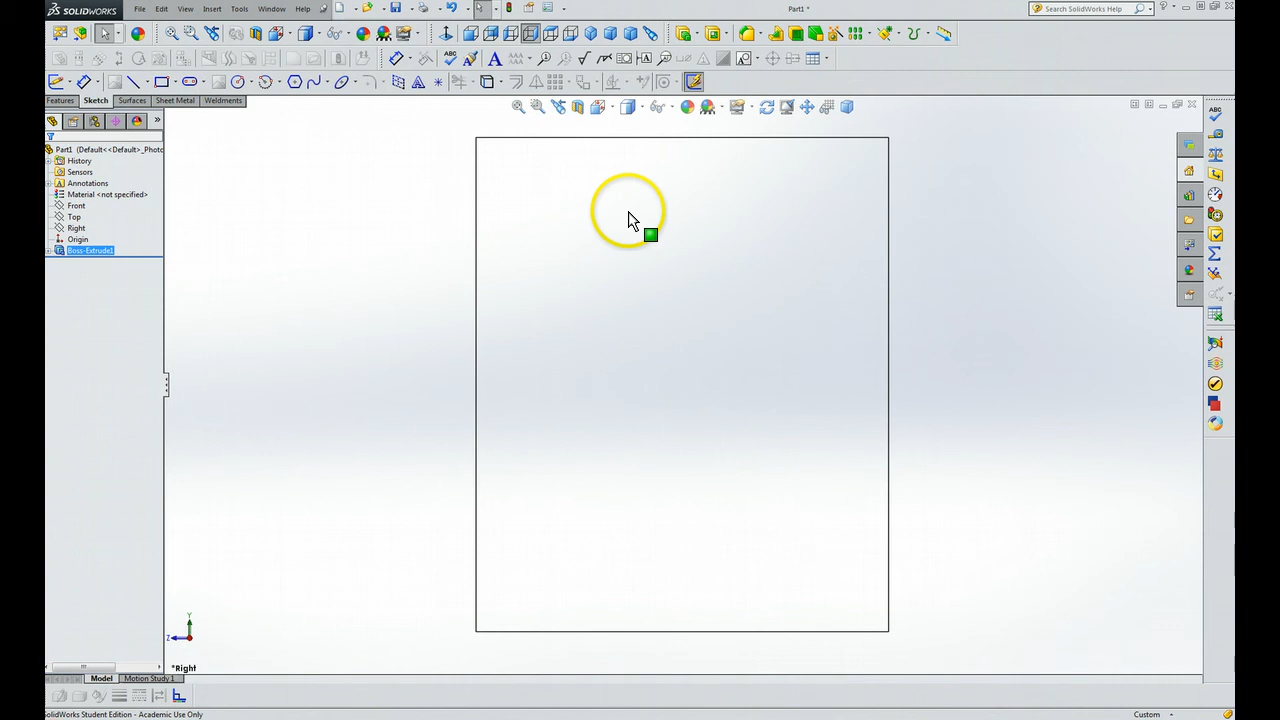 SOLIDWORKS File Edit View Insert Tools Window Help Part1 * SolidWorks Help
Features Sketch Surfaces Sheet Metal Weldments
Part1 (Default<<Default>_Photo
History
Sensors
Annotations
Material <not specified>
Front
Top
Right
Origin
Boss-Extrude1
Y
Z
*Right
Model Motion Study 1
SolidWorks Student Edition - Academic Use Only Custom